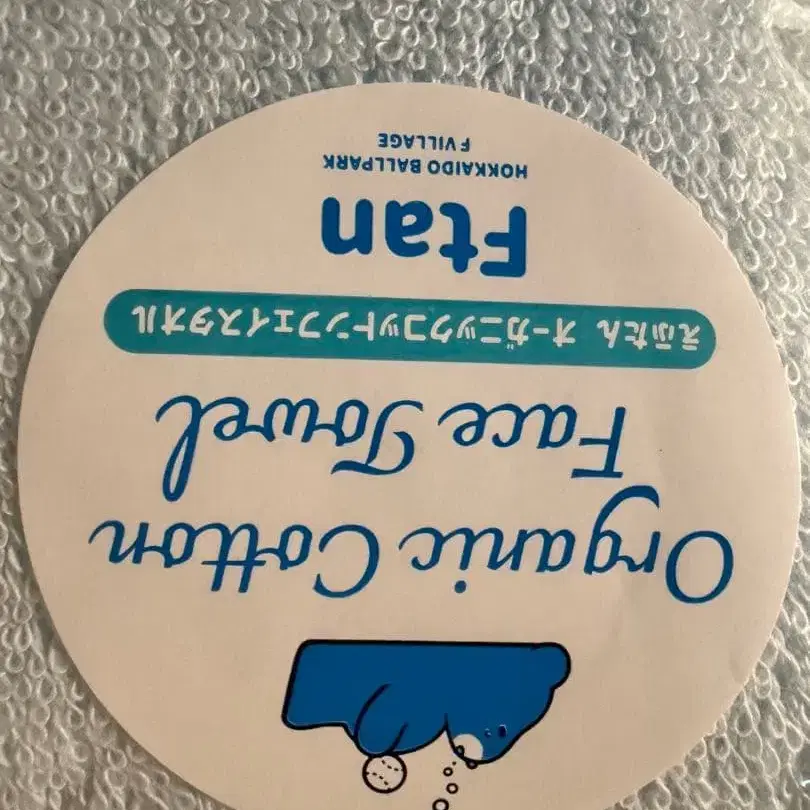 Organic Cotton
Face Towel
えふたん オーガニックコットンフェイスタオル
Ftan
HOKKAIDO BALLPARK
F VILLAGE